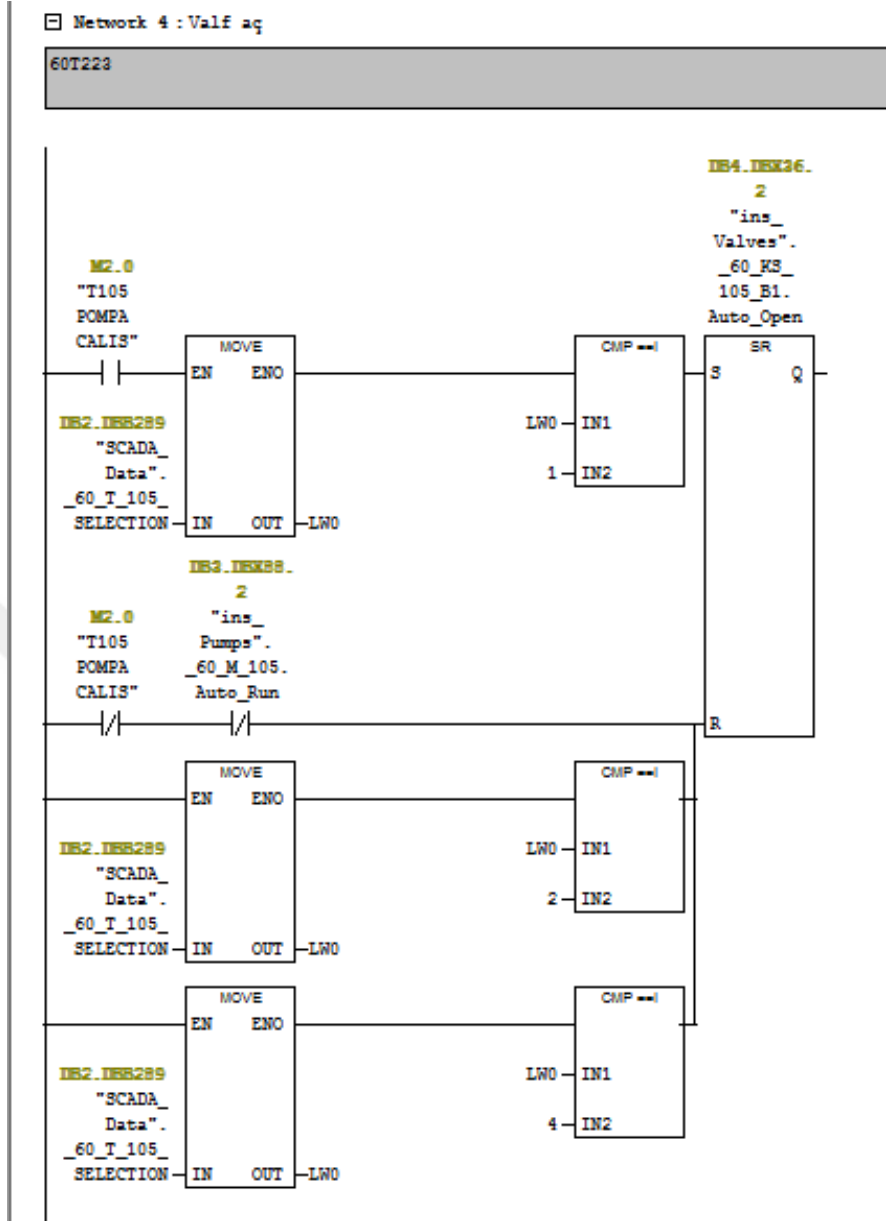 Network 4 : Valf aç
60T223
DB4.DBX26.
2
"ins_
Valves".
_60_KS_
105_B1.
Auto_Open
M2.0
"T105
POMPA
CALIS"
MOVE
CMP ==I
SR
EN ENO
S Q
DB2.DBB289
"SCADA_
Data".
_60_T_105_
SELECTION
IN OUT
LW0
LW0
IN1
1
IN2
DB3.DBX88.
2
"ins_
Pumps".
_60_M_105.
Auto_Run
M2.0
"T105
POMPA
CALIS"
R
MOVE
CMP ==I
EN ENO
DB2.DBB289
"SCADA_
Data".
_60_T_105_
SELECTION
IN OUT
LW0
LW0
IN1
2
IN2
MOVE
CMP ==I
EN ENO
DB2.DBB289
"SCADA_
Data".
_60_T_105_
SELECTION
IN OUT
LW0
LW0
IN1
4
IN2